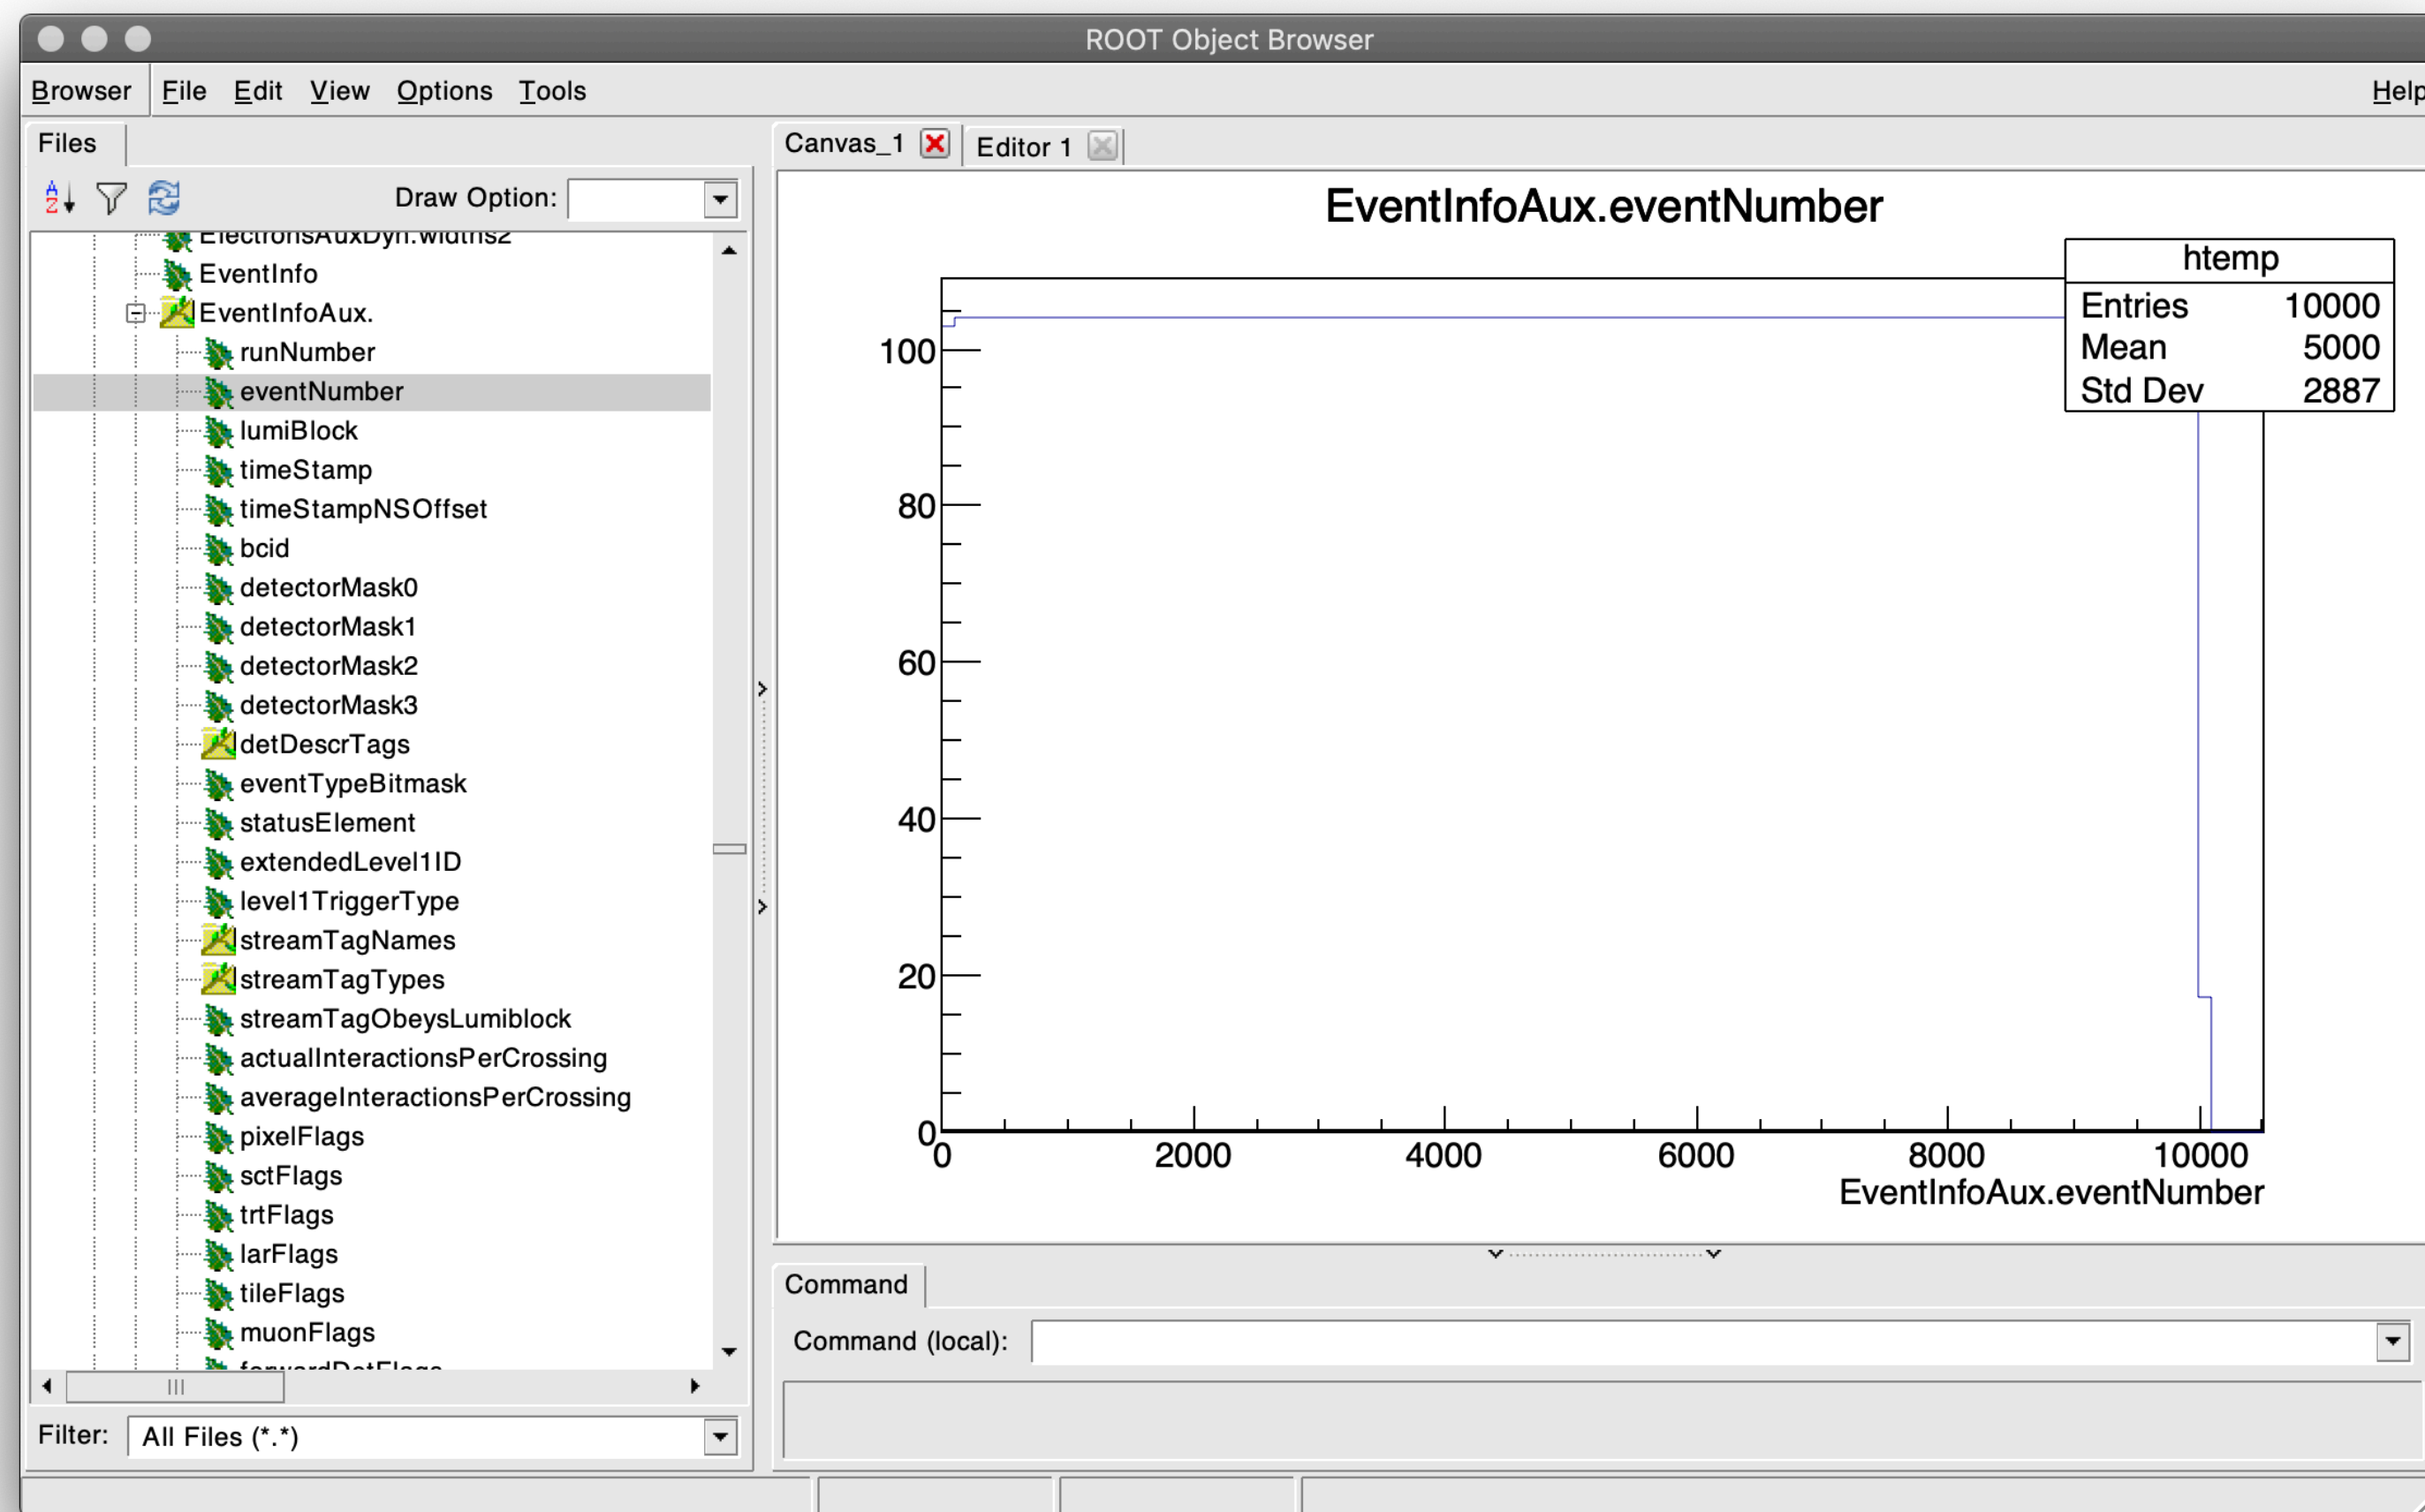 ROOT Object Browser
Browser File Edit View Options Tools Help
Files
Draw Option:
ElectronsAuxDyn.widths2
EventInfo
EventInfoAux.
runNumber
eventNumber
lumiBlock
timeStamp
timeStampNSOffset
bcid
detectorMask0
detectorMask1
detectorMask2
detectorMask3
detDescrTags
eventTypeBitmask
statusElement
extendedLevel1ID
level1TriggerType
streamTagNames
streamTagTypes
streamTagObeysLumiblock
actualInteractionsPerCrossing
averageInteractionsPerCrossing
pixelFlags
sctFlags
trtFlags
larFlags
tileFlags
muonFlags
forwardDetFlags
Filter: All Files (*.*)
Canvas_1 Editor 1
EventInfoAux.eventNumber
htemp
Entries 10000
Mean 5000
Std Dev 2887
100
80
60
40
20
0
0 2000 4000 6000 8000 10000
EventInfoAux.eventNumber
Command
Command (local):